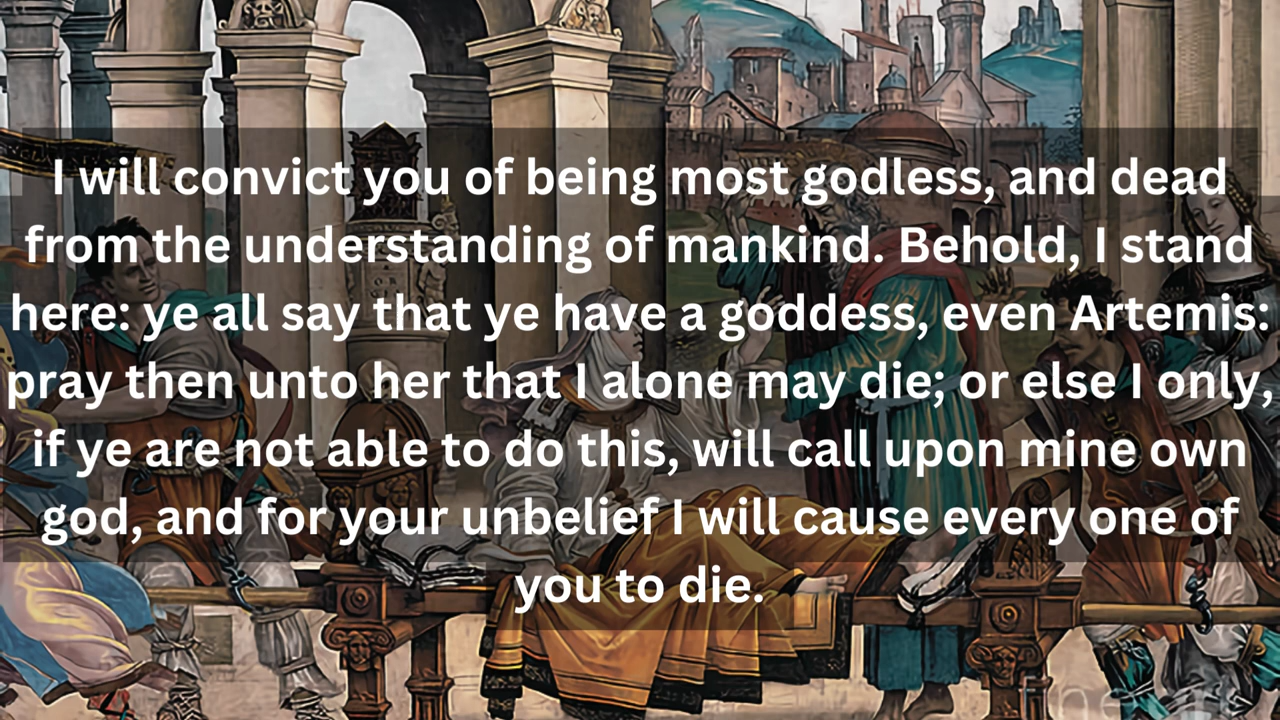 I will convict you of being most godless, and dead
from the understanding of mankind. Behold, I stand
here: ye all say that ye have a goddess, even Artemis:
pray then unto her that I alone may die; or else I only,
if ye are not able to do this, will call upon mine own
god, and for your unbelief I will cause every one of
you to die.